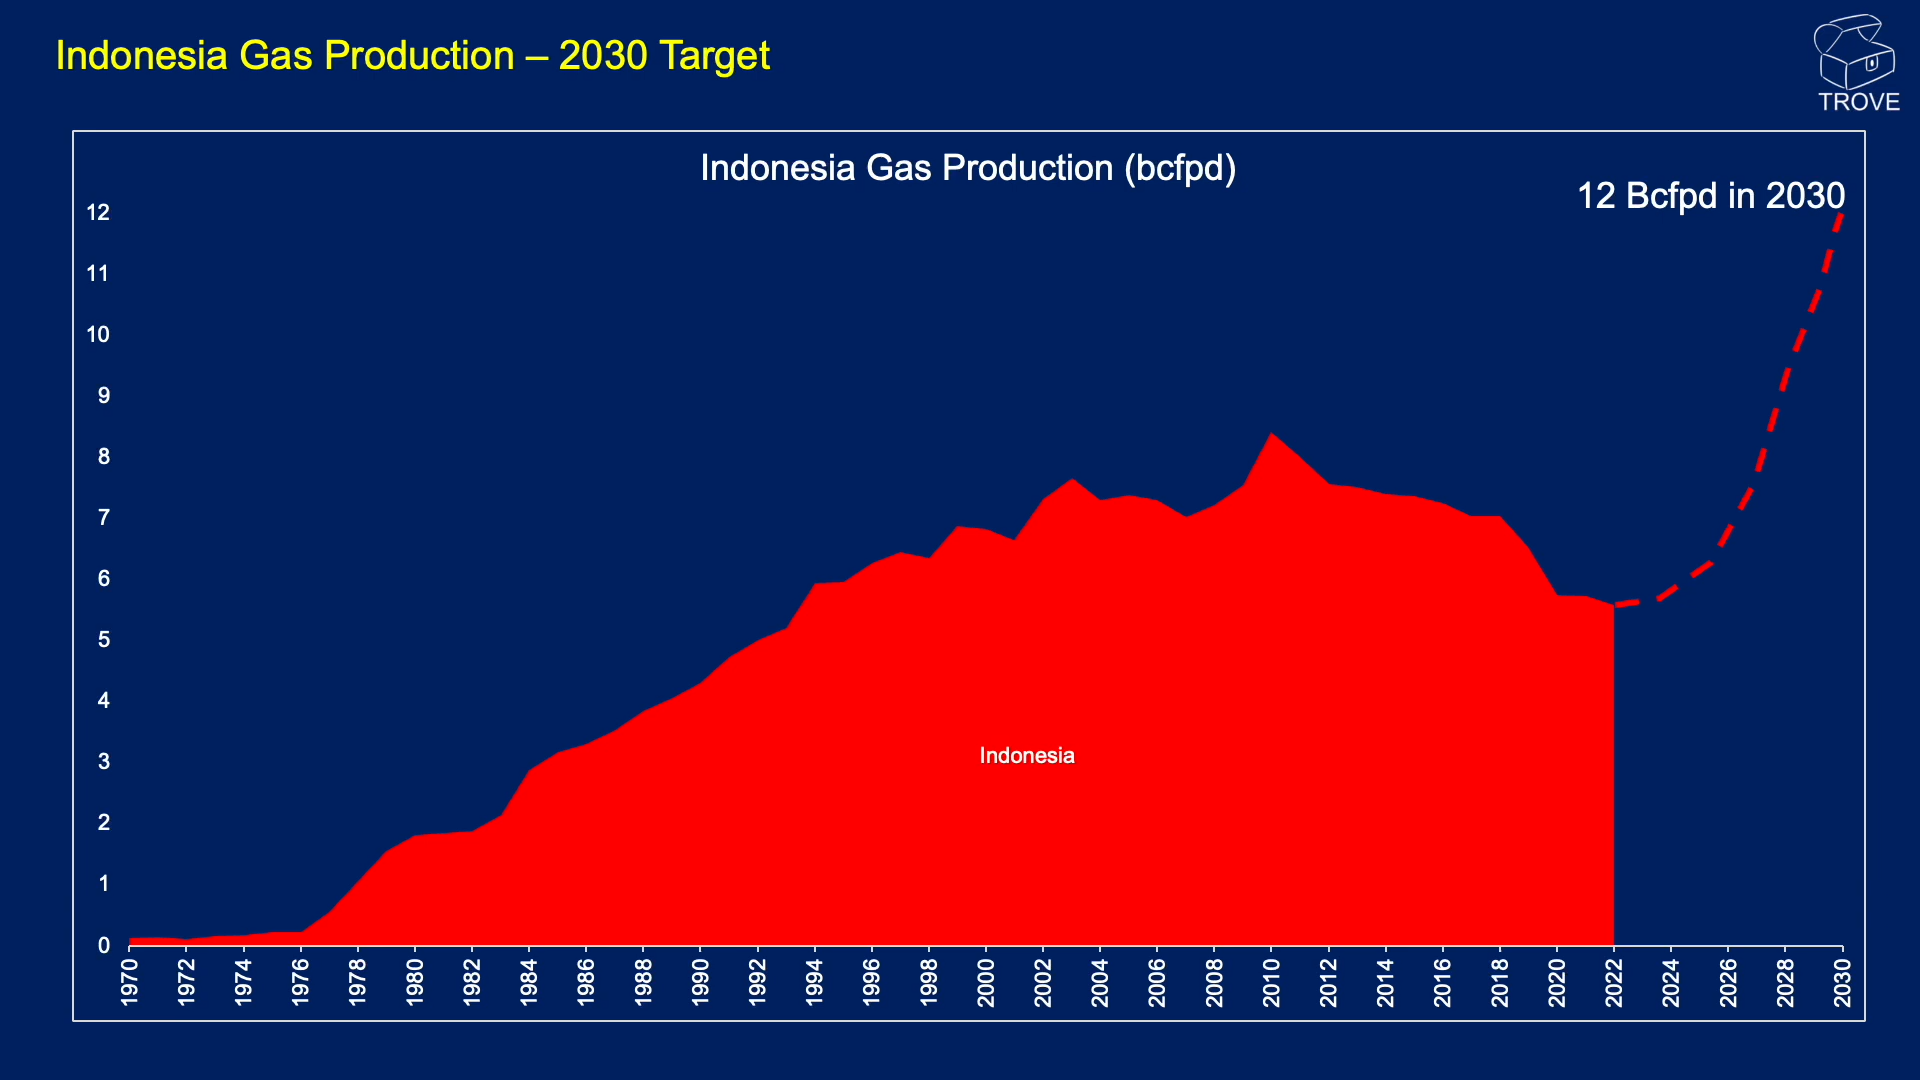 Indonesia Gas Production – 2030 Target
TROVE
Indonesia Gas Production (bcfpd)
12 Bcfpd in 2030
12
11
10
9
8
7
6
5
4
3
2
1
0
Indonesia
1970 1972 1974 1976 1978 1980 1982 1984 1986 1988 1990 1992 1994 1996 1998 2000 2002 2004 2006 2008 2010 2012 2014 2016 2018 2020 2022 2024 2026 2028 2030